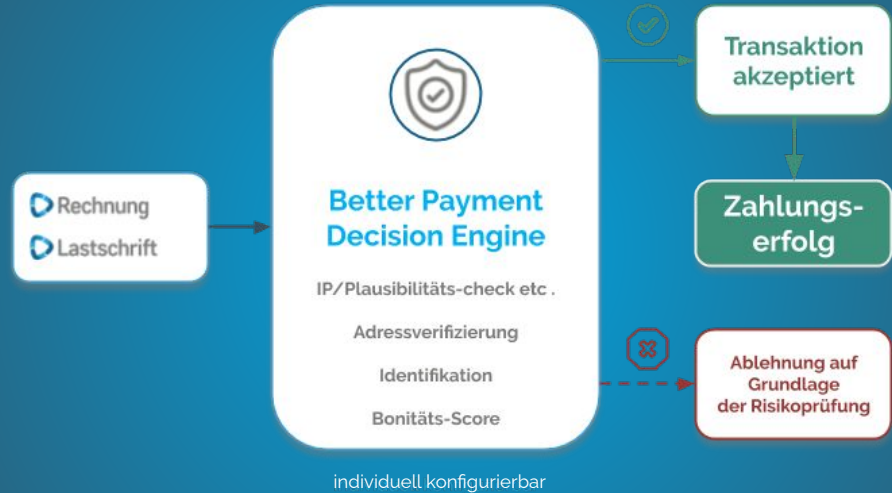 Rechnung
Lastschrift
Better Payment
Decision Engine
IP/Plausibilitäts-check etc .
Adressverifizierung
Identifikation
Bonitäts-Score
individuell konfigurierbar
Transaktion
akzeptiert
Zahlungs-
erfolg
Ablehnung auf
Grundlage
der Risikoprüfung